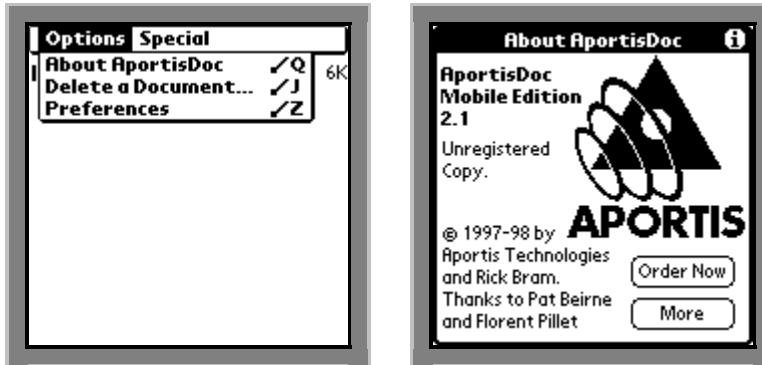 Options Special
About AportisDoc ⁄Q
Delete a Document... ⁄J
Preferences ⁄Z
6K
About AportisDoc i
AportisDoc
Mobile Edition
2.1
Unregistered
Copy.
APORTIS
© 1997-98 by
Aportis Technologies
and Rick Bram.
Thanks to Pat Beirne
and Florent Pillet
Order Now
More